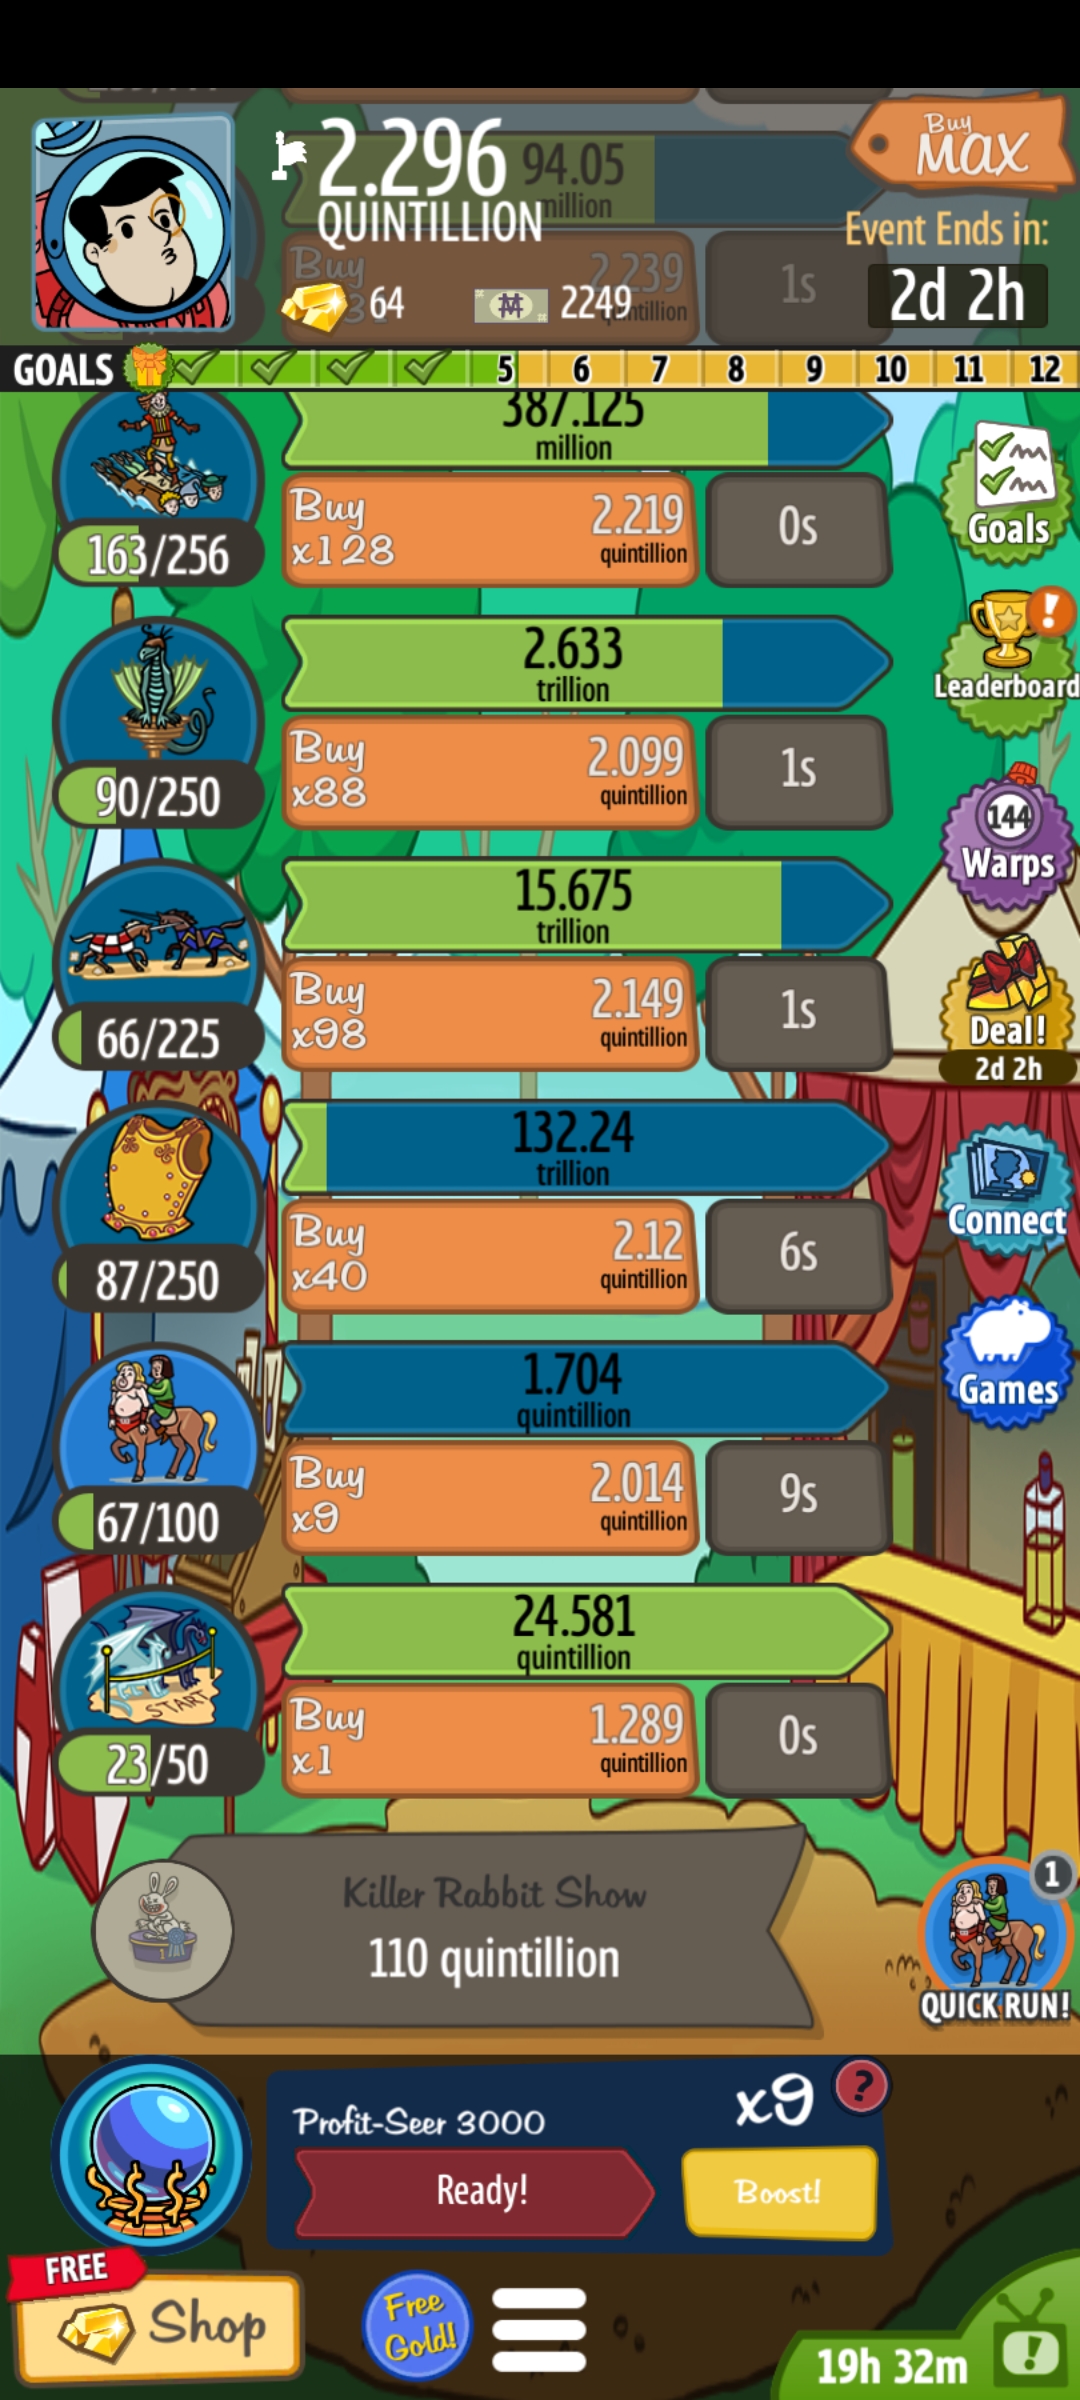 2.296
QUINTILLION
94.05
million
Buy
MAX
Event Ends in:
2d 2h
Buy
2.239
quintillion
1s
64
2249
GOALS 5 6 7 8 9 10 11 12
387.125
million
163/256
Buy
x128
2.219
quintillion
0s
Goals
2.633
trillion
90/250
Buy
x88
2.099
quintillion
1s
Leaderboard
15.675
trillion
66/225
Buy
x98
2.149
quintillion
1s
144
Warps
Deal!
2d 2h
132.24
trillion
87/250
Buy
x40
2.12
quintillion
6s
Connect
1.704
quintillion
67/100
Buy
x9
2.014
quintillion
9s
Games
24.581
quintillion
START
23/50
Buy
x1
1.289
quintillion
0s
Killer Rabbit Show
110 quintillion
1
QUICK RUN!
Profit-Seer 3000
x9
?
Ready!
Boost!
FREE
Shop
Free
Gold!
19h 32m